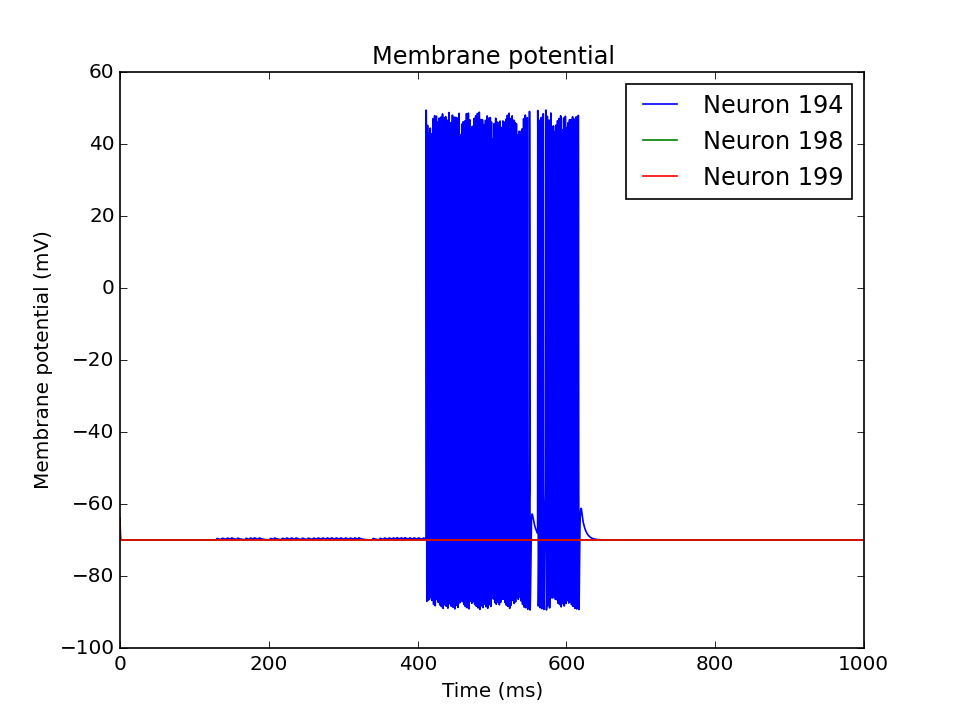 Membrane potential
Neuron 194
Neuron 198
Neuron 199
60
40
20
0
−20
−40
−60
−80
−100
Membrane potential (mV)
0 200 400 600 800 1000
Time (ms)